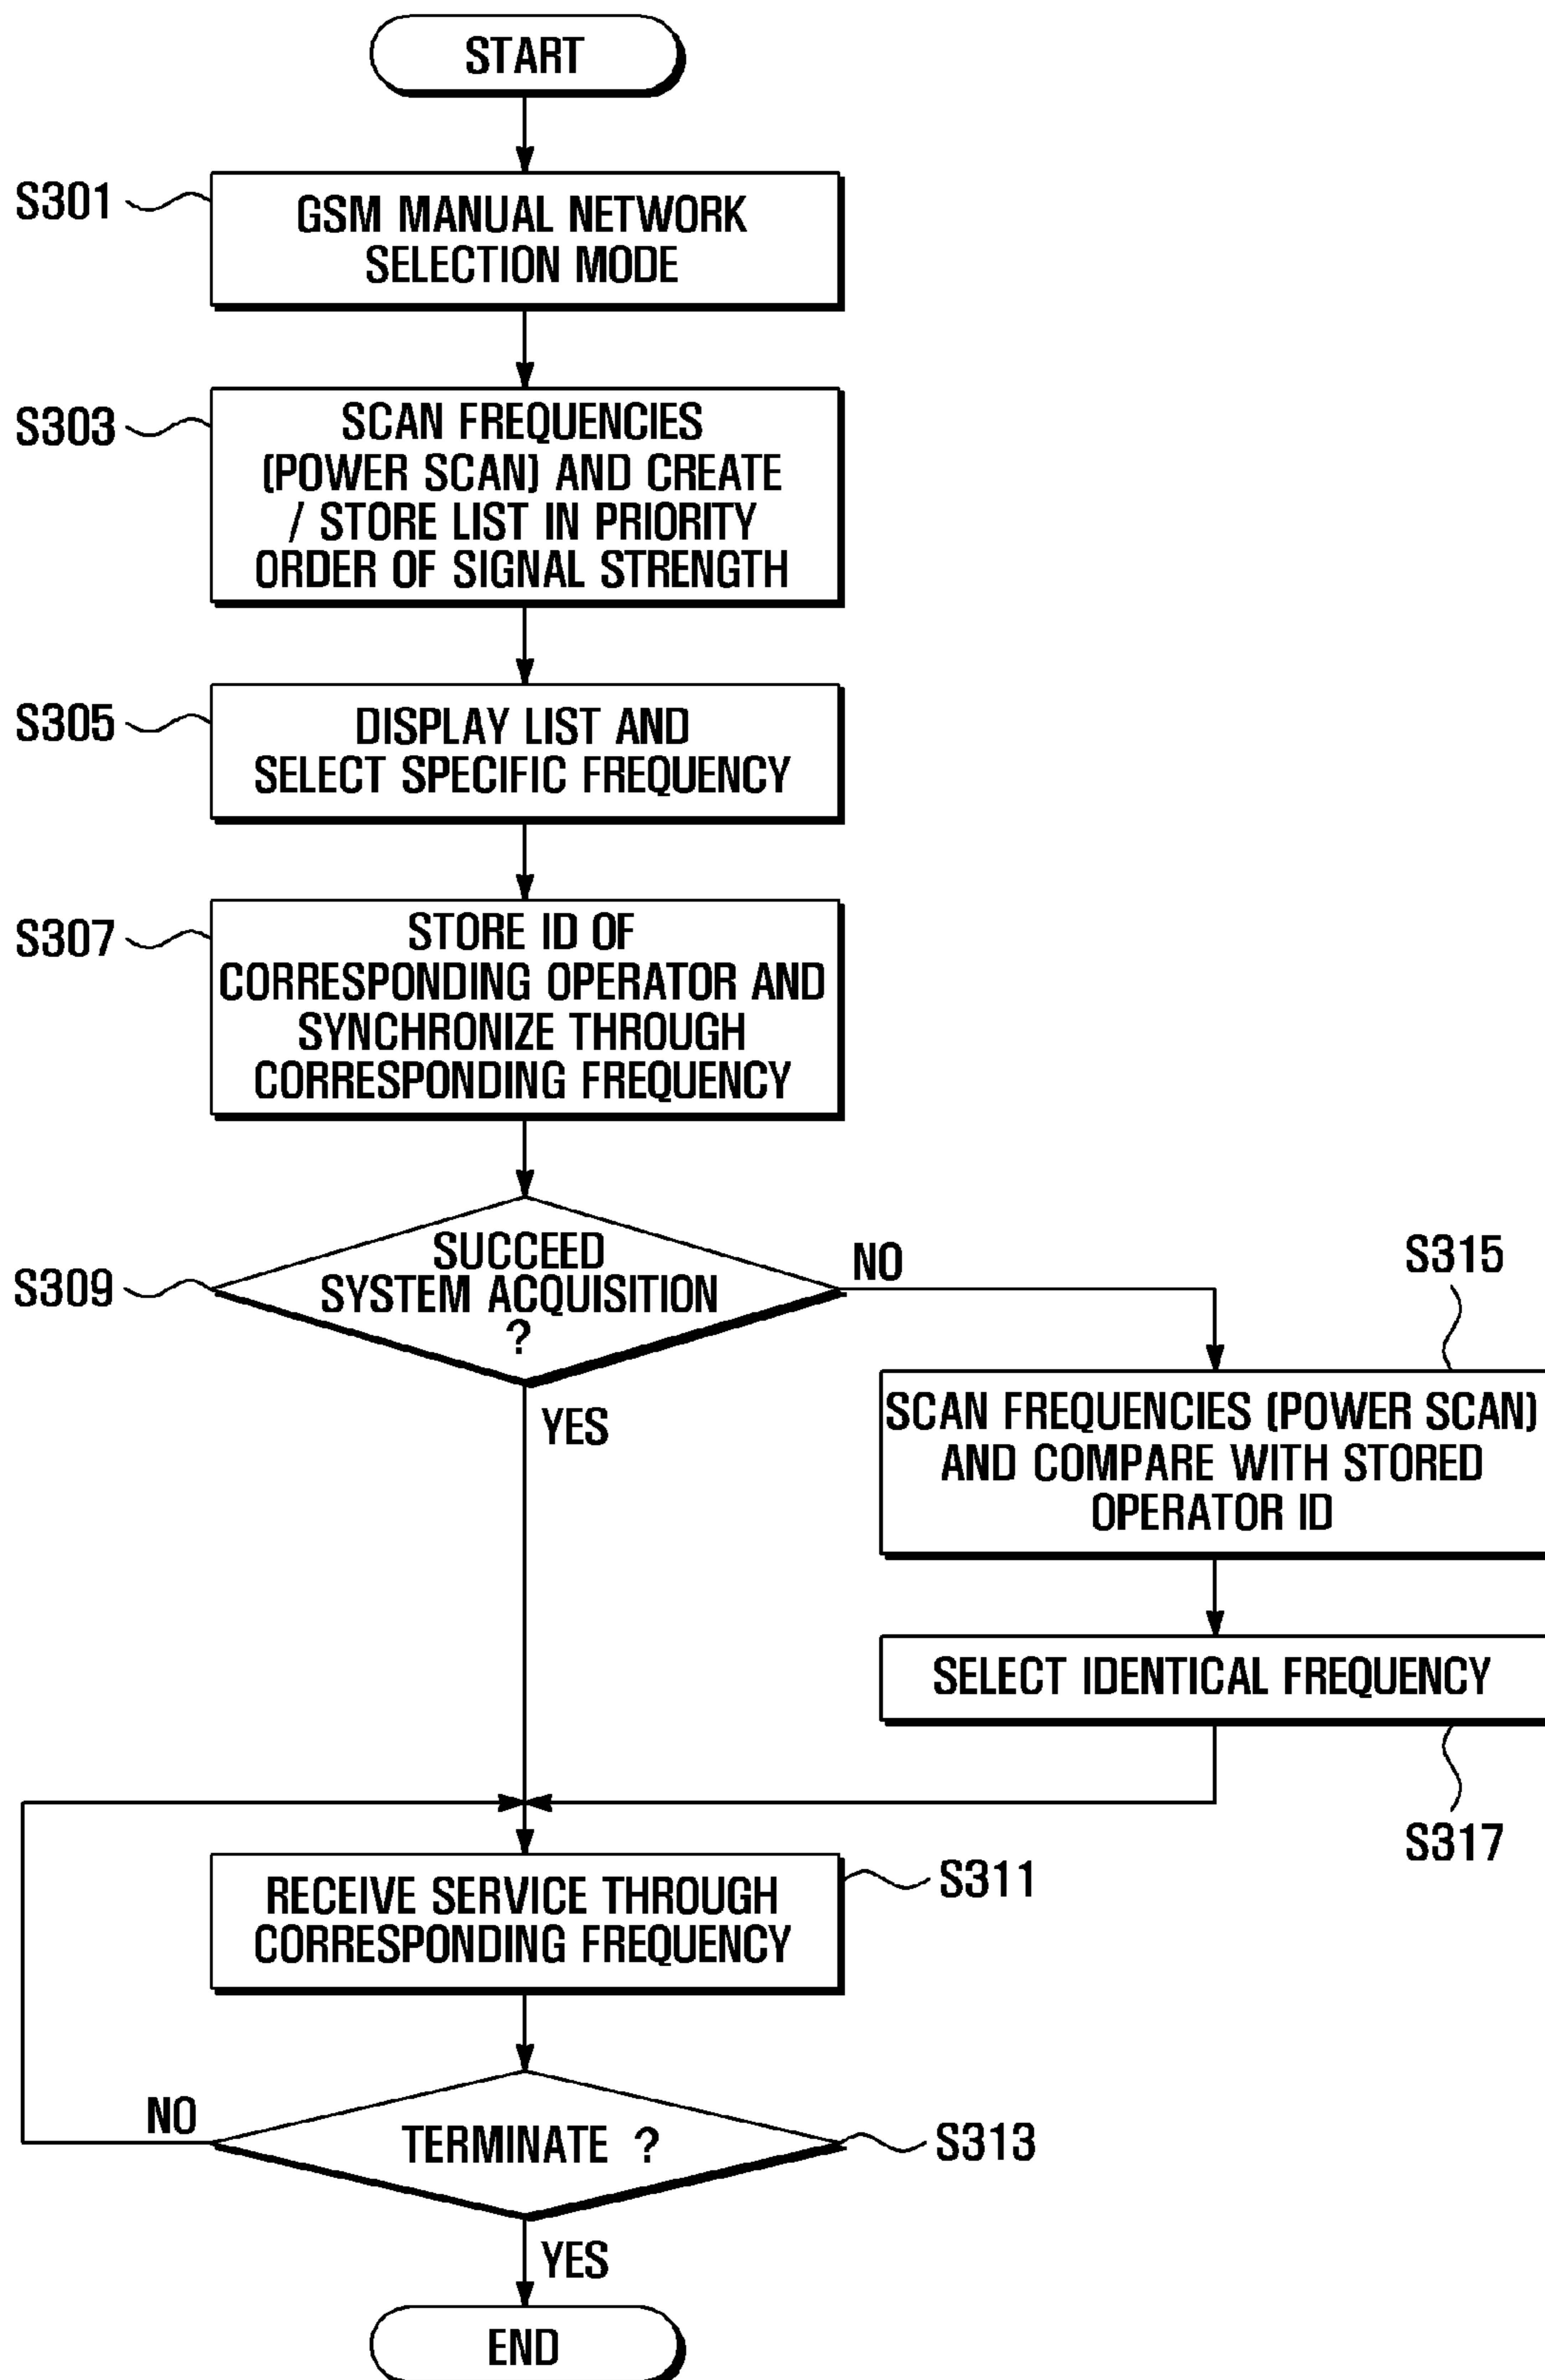 START
S301
GSM MANUAL NETWORK
SELECTION MODE
S303
SCAN FREQUENCIES
(POWER SCAN) AND CREATE
/ STORE LIST IN PRIORITY
ORDER OF SIGNAL STRENGTH
S305
DISPLAY LIST AND
SELECT SPECIFIC FREQUENCY
S307
STORE ID OF
CORRESPONDING OPERATOR AND
SYNCHRONIZE THROUGH
CORRESPONDING FREQUENCY
S309
SUCCEED
SYSTEM ACQUISITION
?
NO
YES
S315
SCAN FREQUENCIES (POWER SCAN)
AND COMPARE WITH STORED
OPERATOR ID
SELECT IDENTICAL FREQUENCY
S317
RECEIVE SERVICE THROUGH
CORRESPONDING FREQUENCY
S311
NO
TERMINATE ?
S313
YES
END